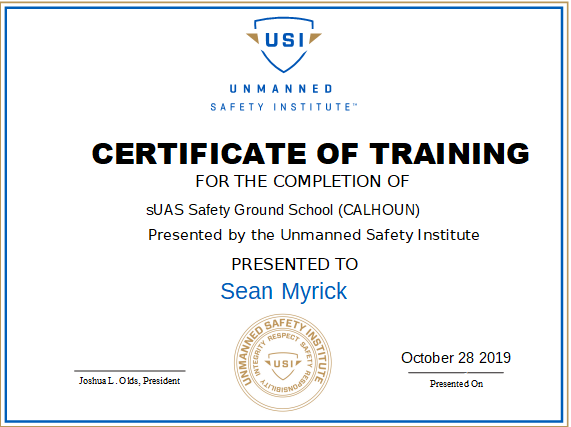 USI
UNMANNED
SAFETY INSTITUTE™
CERTIFICATE OF TRAINING
FOR THE COMPLETION OF
sUAS Safety Ground School (CALHOUN)
Presented by the Unmanned Safety Institute
PRESENTED TO
Sean Myrick
UNMANNED SAFETY INSTITUTE
INTEGRITY RESPECT SAFETY RESPONSIBILITY
USI
October 28 2019
Joshua L. Olds, President
Presented On